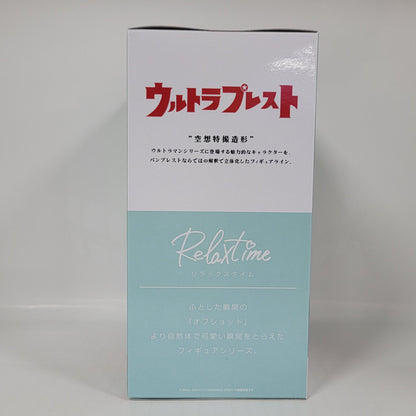 ウルトラプレスト
"空想特撮造形"
ウルトラマンシリーズに登場する魅力的なキャラクターを、
バンプレストならではの解釈で立体化したフィギュアライン。
Relaxtime
リラックスタイム
ふとした瞬間の
「オフショット」
より自然体で可愛い瞬間をとらえた
フィギュアシリーズ。